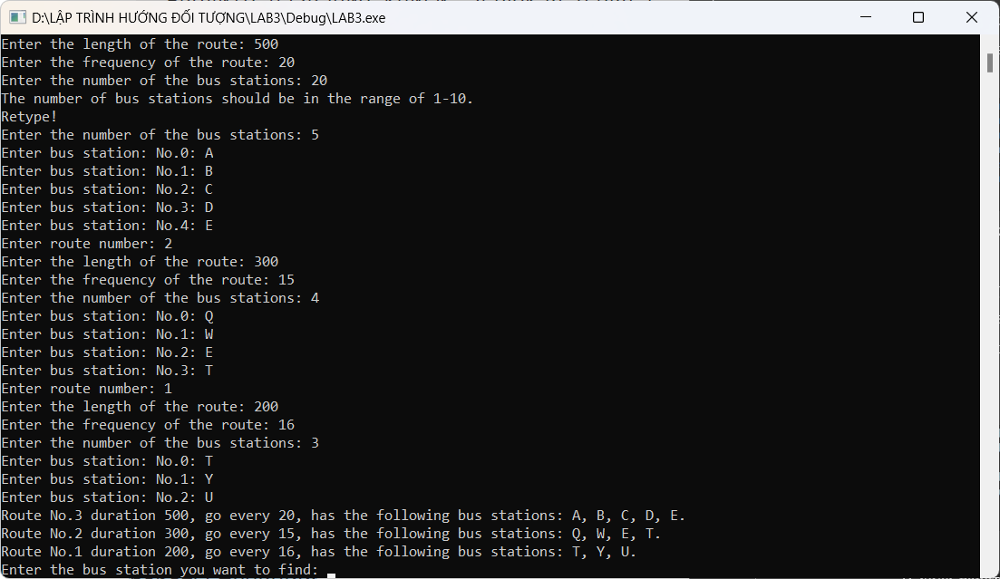 D:\LẬP TRÌNH HƯỚNG ĐỐI TƯỢNG\LAB3\Debug\LAB3.exe
Enter the length of the route: 500
Enter the frequency of the route: 20
Enter the number of the bus stations: 20
The number of bus stations should be in the range of 1-10.
Retype!
Enter the number of the bus stations: 5
Enter bus station: No.0: A
Enter bus station: No.1: B
Enter bus station: No.2: C
Enter bus station: No.3: D
Enter bus station: No.4: E
Enter route number: 2
Enter the length of the route: 300
Enter the frequency of the route: 15
Enter the number of the bus stations: 4
Enter bus station: No.0: Q
Enter bus station: No.1: W
Enter bus station: No.2: E
Enter bus station: No.3: T
Enter route number: 1
Enter the length of the route: 200
Enter the frequency of the route: 16
Enter the number of the bus stations: 3
Enter bus station: No.0: T
Enter bus station: No.1: Y
Enter bus station: No.2: U
Route No.3 duration 500, go every 20, has the following bus stations: A, B, C, D, E.
Route No.2 duration 300, go every 15, has the following bus stations: Q, W, E, T.
Route No.1 duration 200, go every 16, has the following bus stations: T, Y, U.
Enter the bus station you want to find: